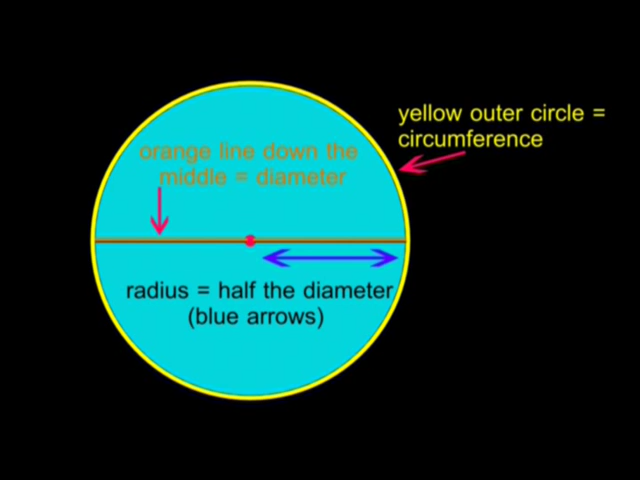 yellow outer circle =
circumference
orange line down the
middle = diameter
radius = half the diameter
(blue arrows)